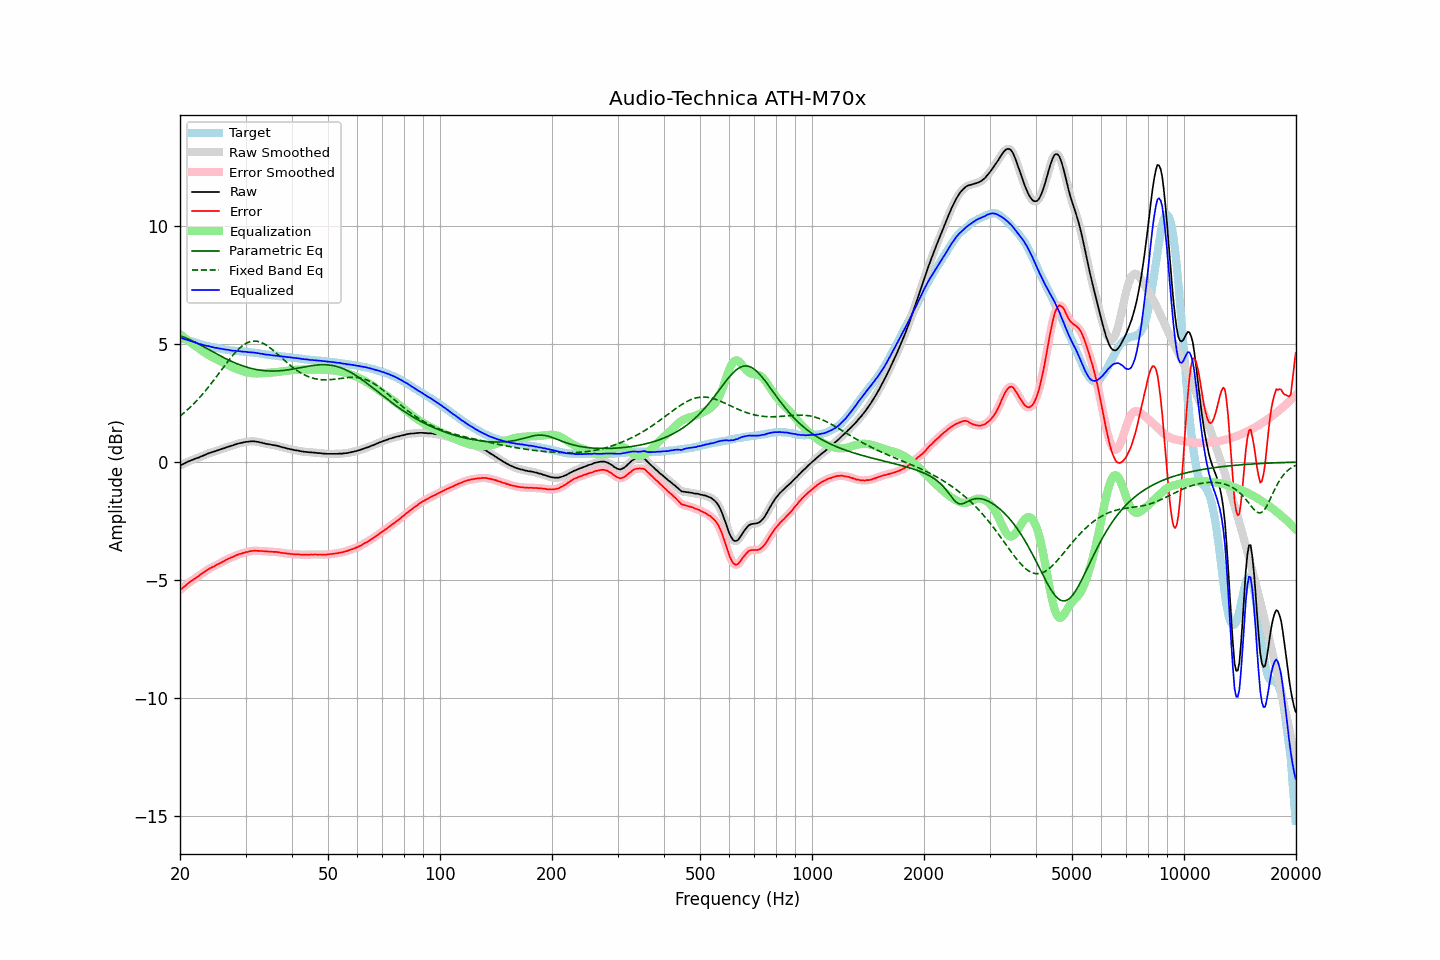 Audio-Technica ATH-M70x
Target
Raw Smoothed
Error Smoothed
Raw
Error
Equalization
Parametric Eq
Fixed Band Eq
Equalized
10
5
0
−5
−10
−15
Amplitude (dBr)
20 50 100 200 500 1000 2000 5000 10000 20000
Frequency (Hz)